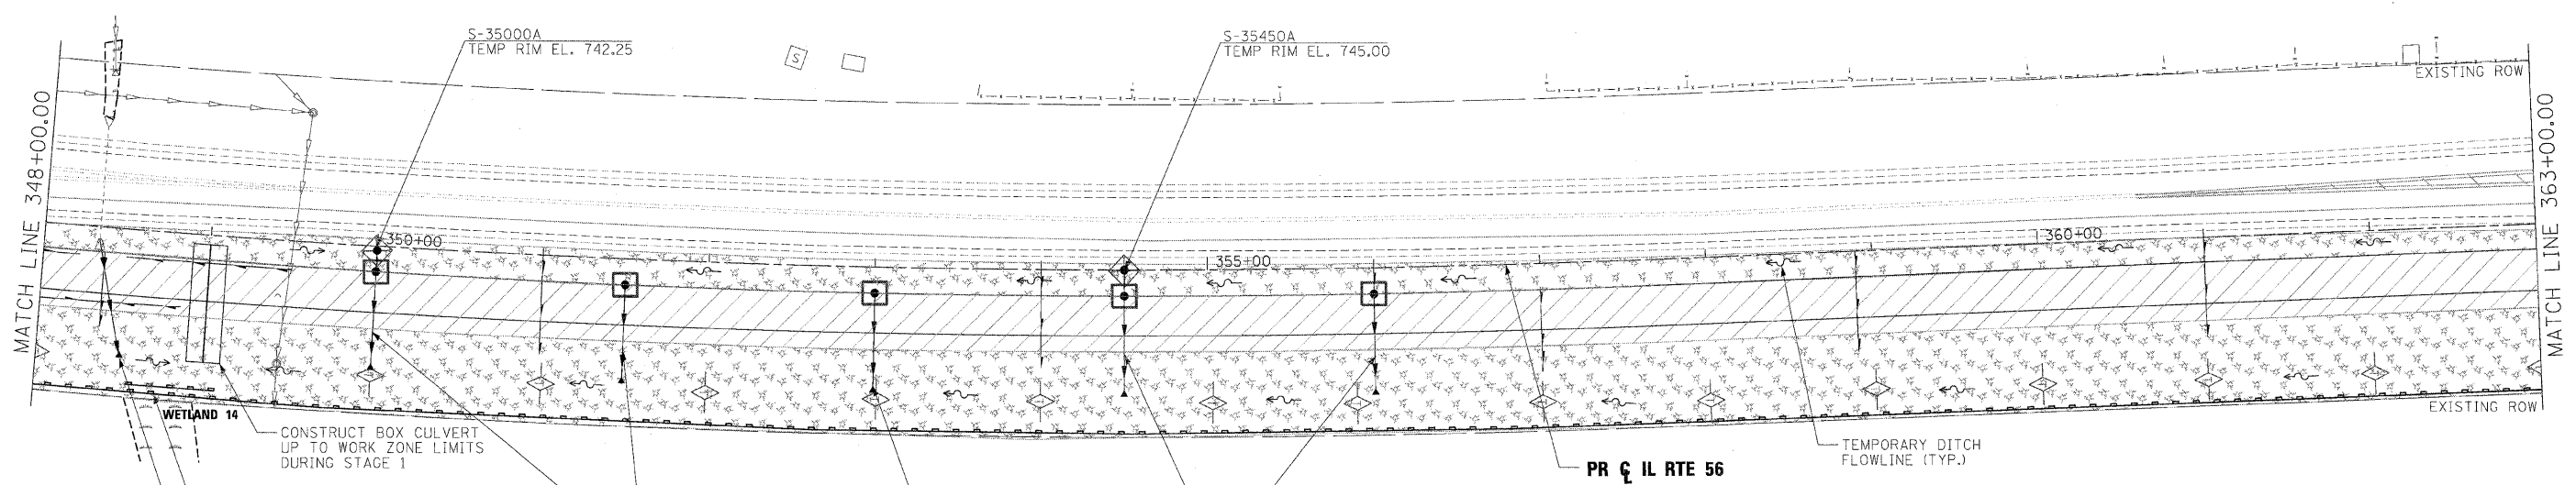 S-35000A
TEMP RIM EL. 742.25
S
S-35450A
TEMP RIM EL. 745.00
EXISTING ROW
MATCH LINE 348+00.00
MATCH LINE 363+00.00
350+00
355+00
360+00
WETLAND 14
CONSTRUCT BOX CULVERT
UP TO WORK ZONE LIMITS
DURING STAGE 1
PR ℄ IL RTE 56
TEMPORARY DITCH
FLOWLINE (TYP.)
EXISTING ROW